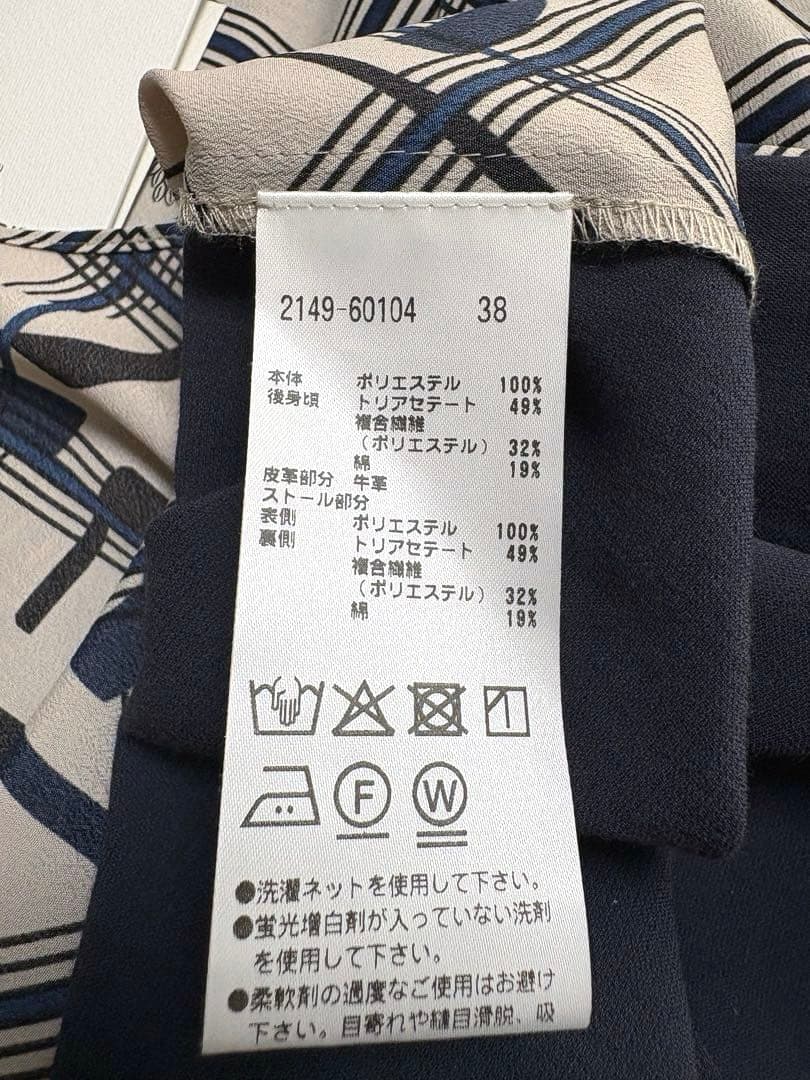 2149-60104 38
本体 ポリエステル 100%
後身頃 トリアセテート 49%
複合繊維
(ポリエステル) 32%
綿 19%
皮革部分 牛革
ストール部分
表側 ポリエステル 100%
裏側 トリアセテート 49%
複合繊維
(ポリエステル) 32%
綿 19%
F W
●洗濯ネットを使用して下さい。
●蛍光増白剤が入っていない洗剤
を使用して下さい。
●柔軟剤の過度なご使用はお避け
下さい。目寄れや縫目滑脱、吸